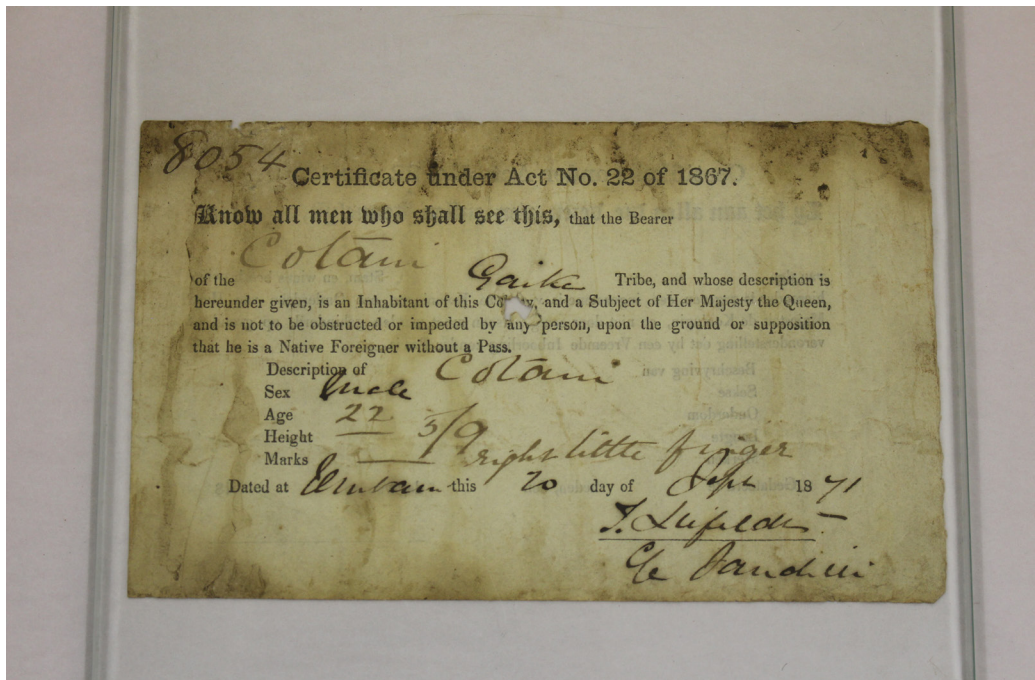 8054
Certificate under Act No. 22 of 1867.
Know all men who shall see this, that the Bearer
Cotani
of the Gaika Tribe, and whose description is
hereunder given, is an Inhabitant of this Colony, and a Subject of Her Majesty the Queen,
and is not to be obstructed or impeded by any person, upon the ground or supposition
that he is a Native Foreigner without a Pass.
Description of Cotani
Sex Male
Age 22
Height 5/9
Marks right little finger
Dated at this 20 day of Sept 1871